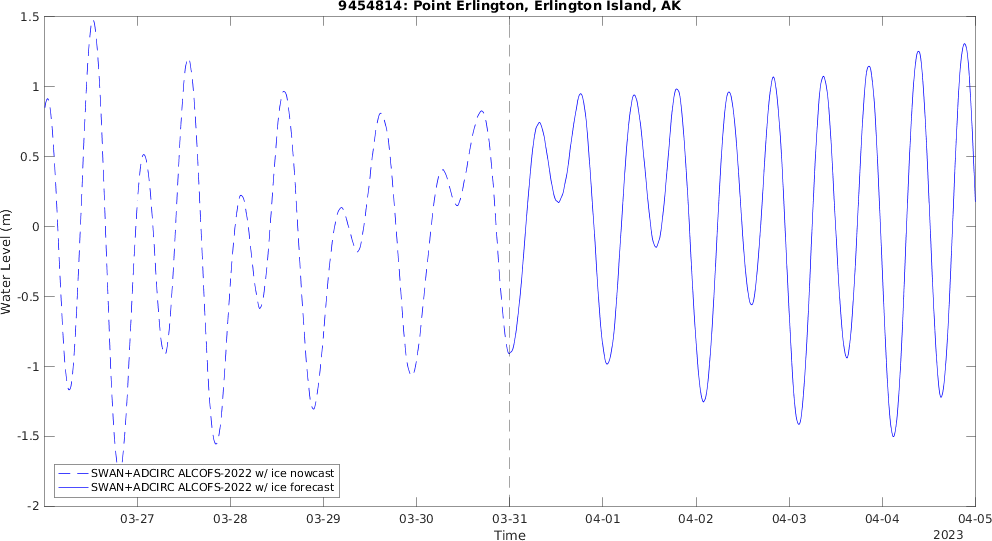 9454814: Point Erlington, Erlington Island, AK
1.5
1
0.5
0
-0.5
-1
-1.5
-2
Water Level (m)
SWAN+ADCIRC ALCOFS-2022 w/ ice nowcast
SWAN+ADCIRC ALCOFS-2022 w/ ice forecast
03-27 03-28 03-29 03-30 03-31 04-01 04-02 04-03 04-04 04-05
Time
2023